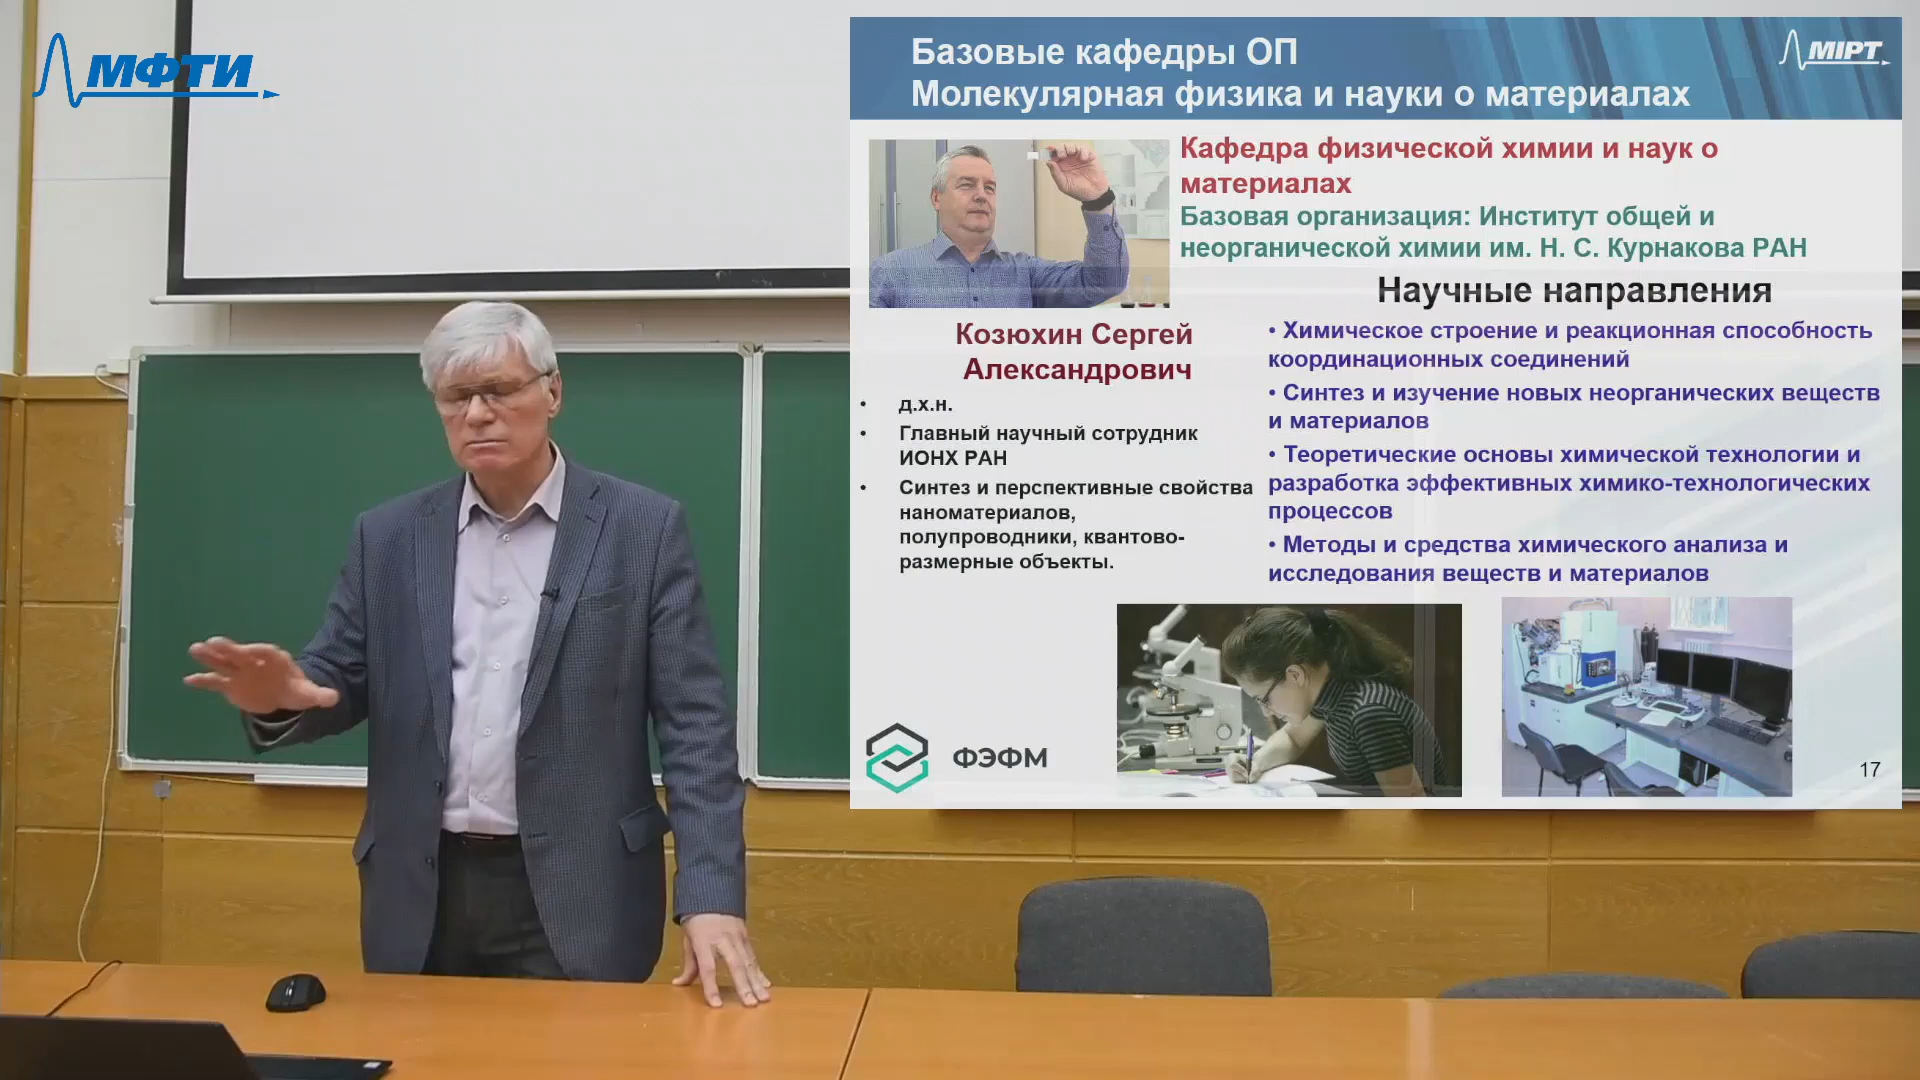 МФТИ
Базовые кафедры ОП
Молекулярная физика и науки о материалах
MIPT
Кафедра физической химии и наук о
материалах
Базовая организация: Институт общей и
неорганической химии им. Н. С. Курнакова РАН
Научные направления
Козюхин Сергей
Александрович
• д.х.н.
• Главный научный сотрудник
ИОНХ РАН
• Синтез и перспективные свойства
наноматериалов,
полупроводники, квантово-
размерные объекты.
• Химическое строение и реакционная способность
координационных соединений
• Синтез и изучение новых неорганических веществ
и материалов
• Теоретические основы химической технологии и
разработка эффективных химико-технологических
процессов
• Методы и средства химического анализа и
исследования веществ и материалов
ФЭФМ
17